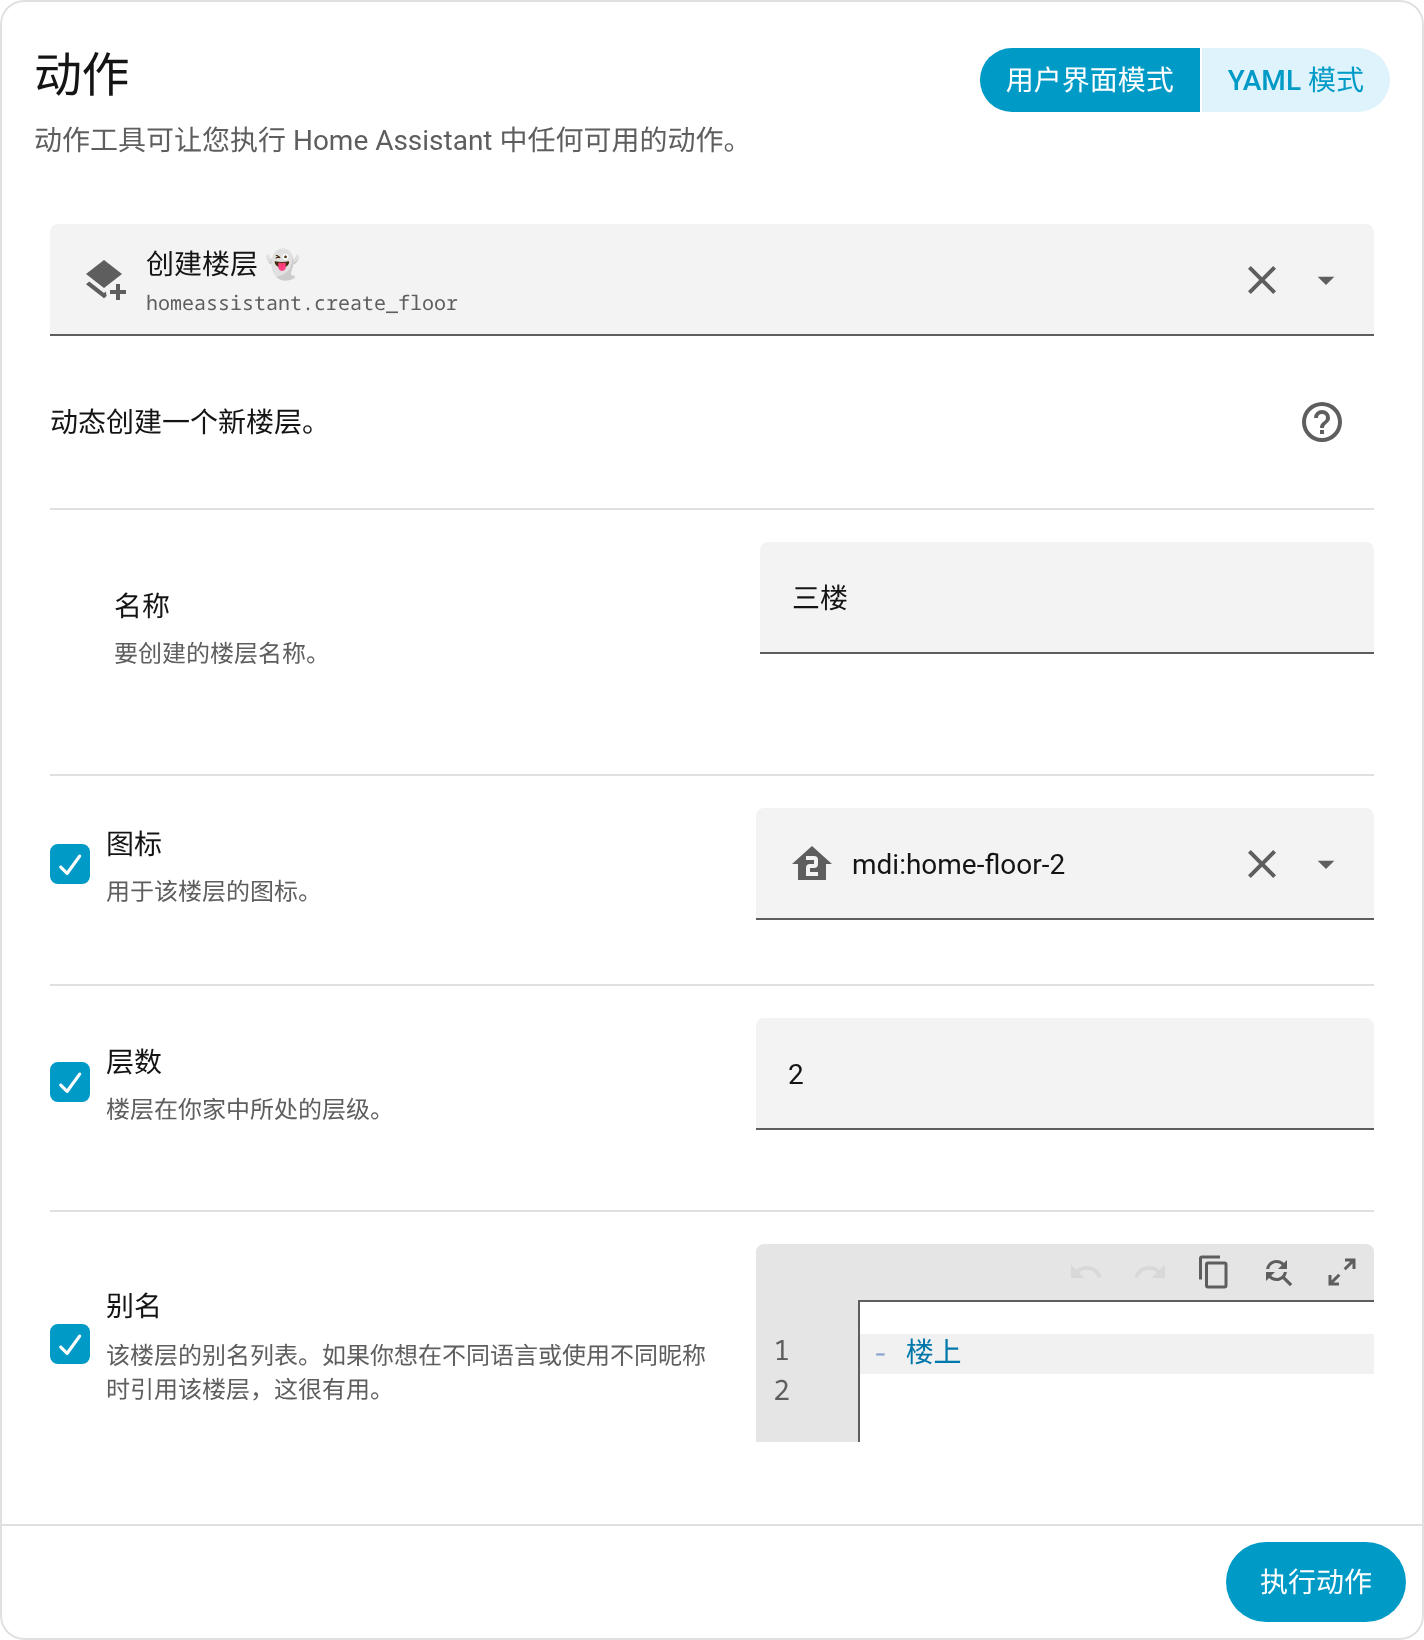 动作
用户界面模式
YAML 模式
动作工具可让您执行 Home Assistant 中任何可用的动作。
创建楼层 👻
homeassistant.create_floor
动态创建一个新楼层。
名称
要创建的楼层名称。
三楼
图标
用于该楼层的图标。
mdi:home-floor-2
层数
楼层在你家中所处的层级。
2
别名
该楼层的别名列表。如果你想在不同语言或使用不同昵称
时引用该楼层，这很有用。
1
- 楼上
2
执行动作